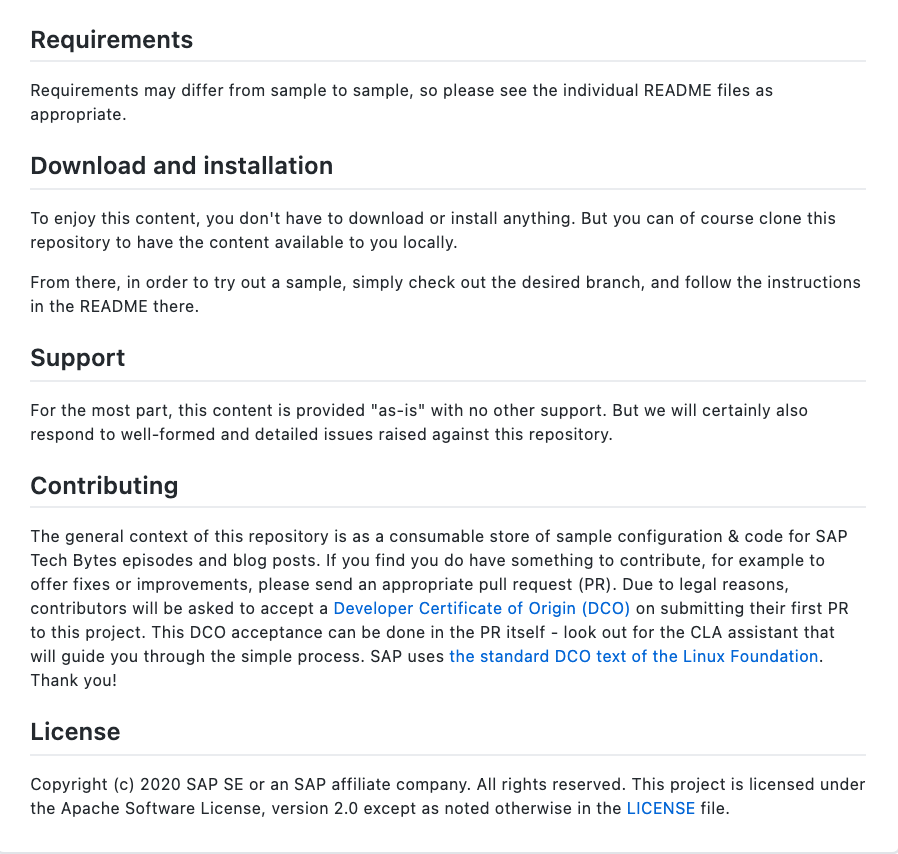 Requirements
Requirements may differ from sample to sample, so please see the individual README files as
appropriate.
Download and installation
To enjoy this content, you don't have to download or install anything. But you can of course clone this
repository to have the content available to you locally.
From there, in order to try out a sample, simply check out the desired branch, and follow the instructions
in the README there.
Support
For the most part, this content is provided "as-is" with no other support. But we will certainly also
respond to well-formed and detailed issues raised against this repository.
Contributing
The general context of this repository is as a consumable store of sample configuration & code for SAP
Tech Bytes episodes and blog posts. If you find you do have something to contribute, for example to
offer fixes or improvements, please send an appropriate pull request (PR). Due to legal reasons,
contributors will be asked to accept a Developer Certificate of Origin (DCO) on submitting their first PR
to this project. This DCO acceptance can be done in the PR itself - look out for the CLA assistant that
will guide you through the simple process. SAP uses the standard DCO text of the Linux Foundation.
Thank you!
License
Copyright (c) 2020 SAP SE or an SAP affiliate company. All rights reserved. This project is licensed under
the Apache Software License, version 2.0 except as noted otherwise in the LICENSE file.